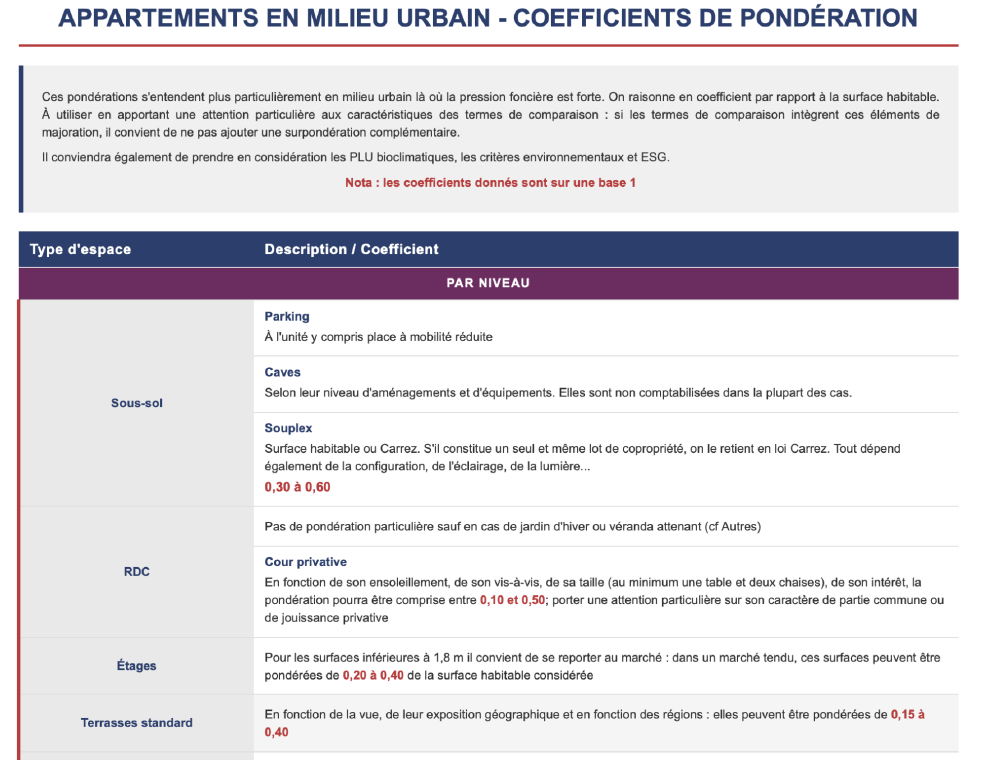 APPARTEMENTS EN MILIEU URBAIN - COEFFICIENTS DE PONDÉRATION
Ces pondérations s'entendent plus particulièrement en milieu urbain là où la pression foncière est forte. On raisonne en coefficient par rapport à la surface habitable.
À utiliser en apportant une attention particulière aux caractéristiques des termes de comparaison : si les termes de comparaison intègrent ces éléments de
majoration, il convient de ne pas ajouter une surpondération complémentaire.
Il conviendra également de prendre en considération les PLU bioclimatiques, les critères environnementaux et ESG.
Nota : les coefficients donnés sont sur une base 1
Type d'espace
Description / Coefficient
PAR NIVEAU
Sous-sol
Parking
À l'unité y compris place à mobilité réduite
Caves
Selon leur niveau d'aménagements et d'équipements. Elles sont non comptabilisées dans la plupart des cas.
Souplex
Surface habitable ou Carrez. S'il constitue un seul et même lot de copropriété, on le retient en loi Carrez. Tout dépend
également de la configuration, de l'éclairage, de la lumière...
0,30 à 0,60
RDC
Pas de pondération particulière sauf en cas de jardin d'hiver ou véranda attenant (cf Autres)
Cour privative
En fonction de son ensoleillement, de son vis-à-vis, de sa taille (au minimum une table et deux chaises), de son intérêt, la
pondération pourra être comprise entre 0,10 et 0,50; porter une attention particulière sur son caractère de partie commune ou
de jouissance privative
Étages
Pour les surfaces inférieures à 1,8 m il convient de se reporter au marché : dans un marché tendu, ces surfaces peuvent être
pondérées de 0,20 à 0,40 de la surface habitable considérée
Terrasses standard
En fonction de la vue, de leur exposition géographique et en fonction des régions : elles peuvent être pondérées de 0,15 à
0,40